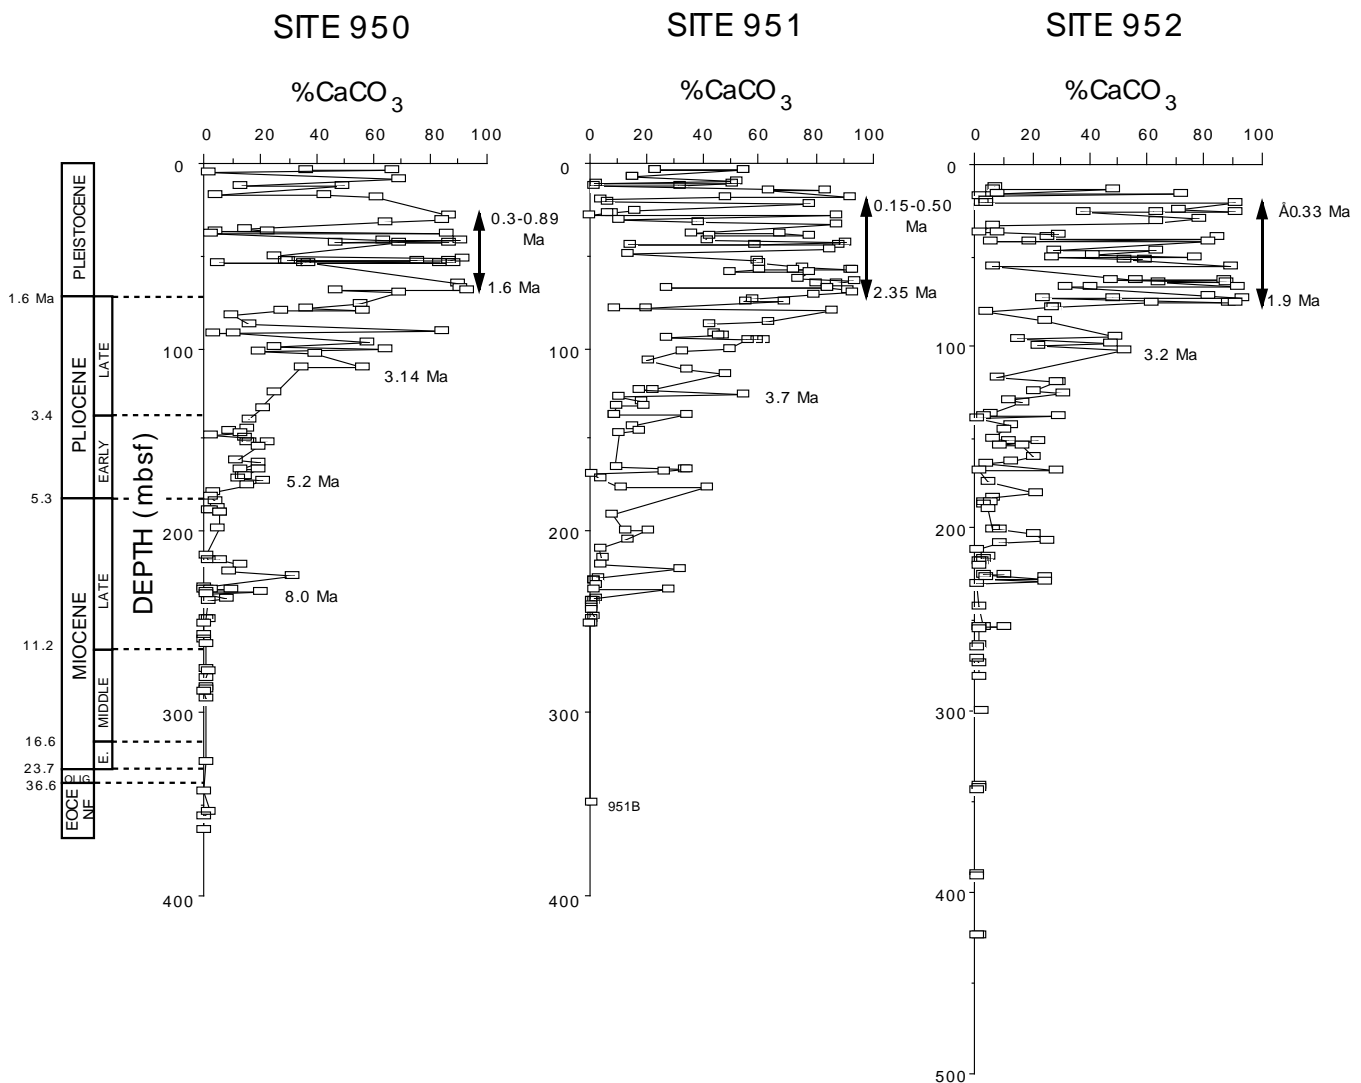 SITE 950
SITE 951
SITE 952
%CaCO3
%CaCO3
%CaCO3
0 20 40 60 80 100
0 20 40 60 80 100
0 20 40 60 80 100
0
100
200
300
400
0
100
200
300
400
0
100
200
300
400
500
DEPTH (mbsf)
PLEISTOCENE
PLIOCENE
LATE
EARLY
MIOCENE
LATE
MIDDLE
E.
OLIG
EOCE
NE
1.6 Ma
3.4
5.3
11.2
16.6
23.7
36.6
0.3-0.89
Ma
1.6 Ma
3.14 Ma
5.2 Ma
8.0 Ma
0.15-0.50
Ma
2.35 Ma
3.7 Ma
951B
Å0.33 Ma
1.9 Ma
3.2 Ma